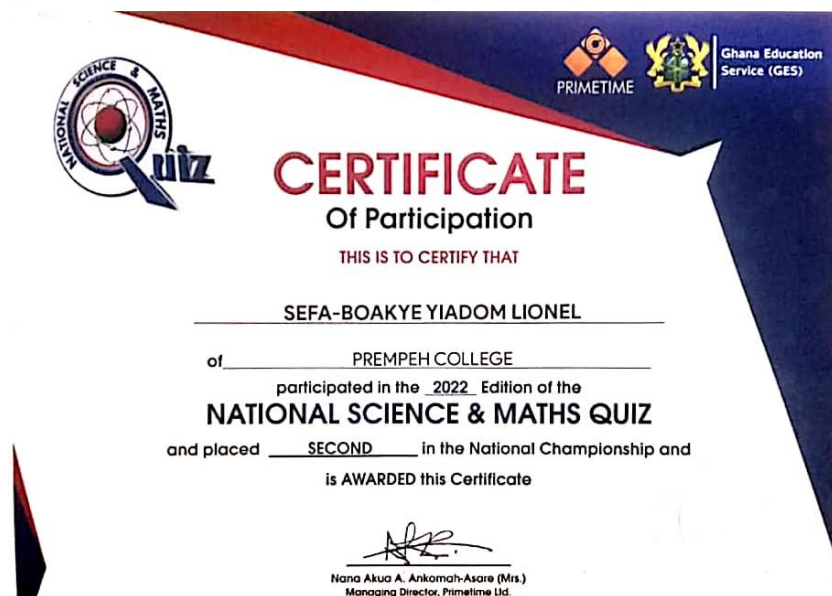 NATIONAL SCIENCE & MATHS
Quiz
PRIMETIME
Ghana Education
Service (GES)
CERTIFICATE
Of Participation
THIS IS TO CERTIFY THAT
SEFA-BOAKYE YIADOM LIONEL
of PREMPEH COLLEGE
participated in the 2022 Edition of the
NATIONAL SCIENCE & MATHS QUIZ
and placed SECOND in the National Championship and
is AWARDED this Certificate
Nana Akua A. Ankomah-Asare (Mrs.)
Managing Director, Primetime Ltd.